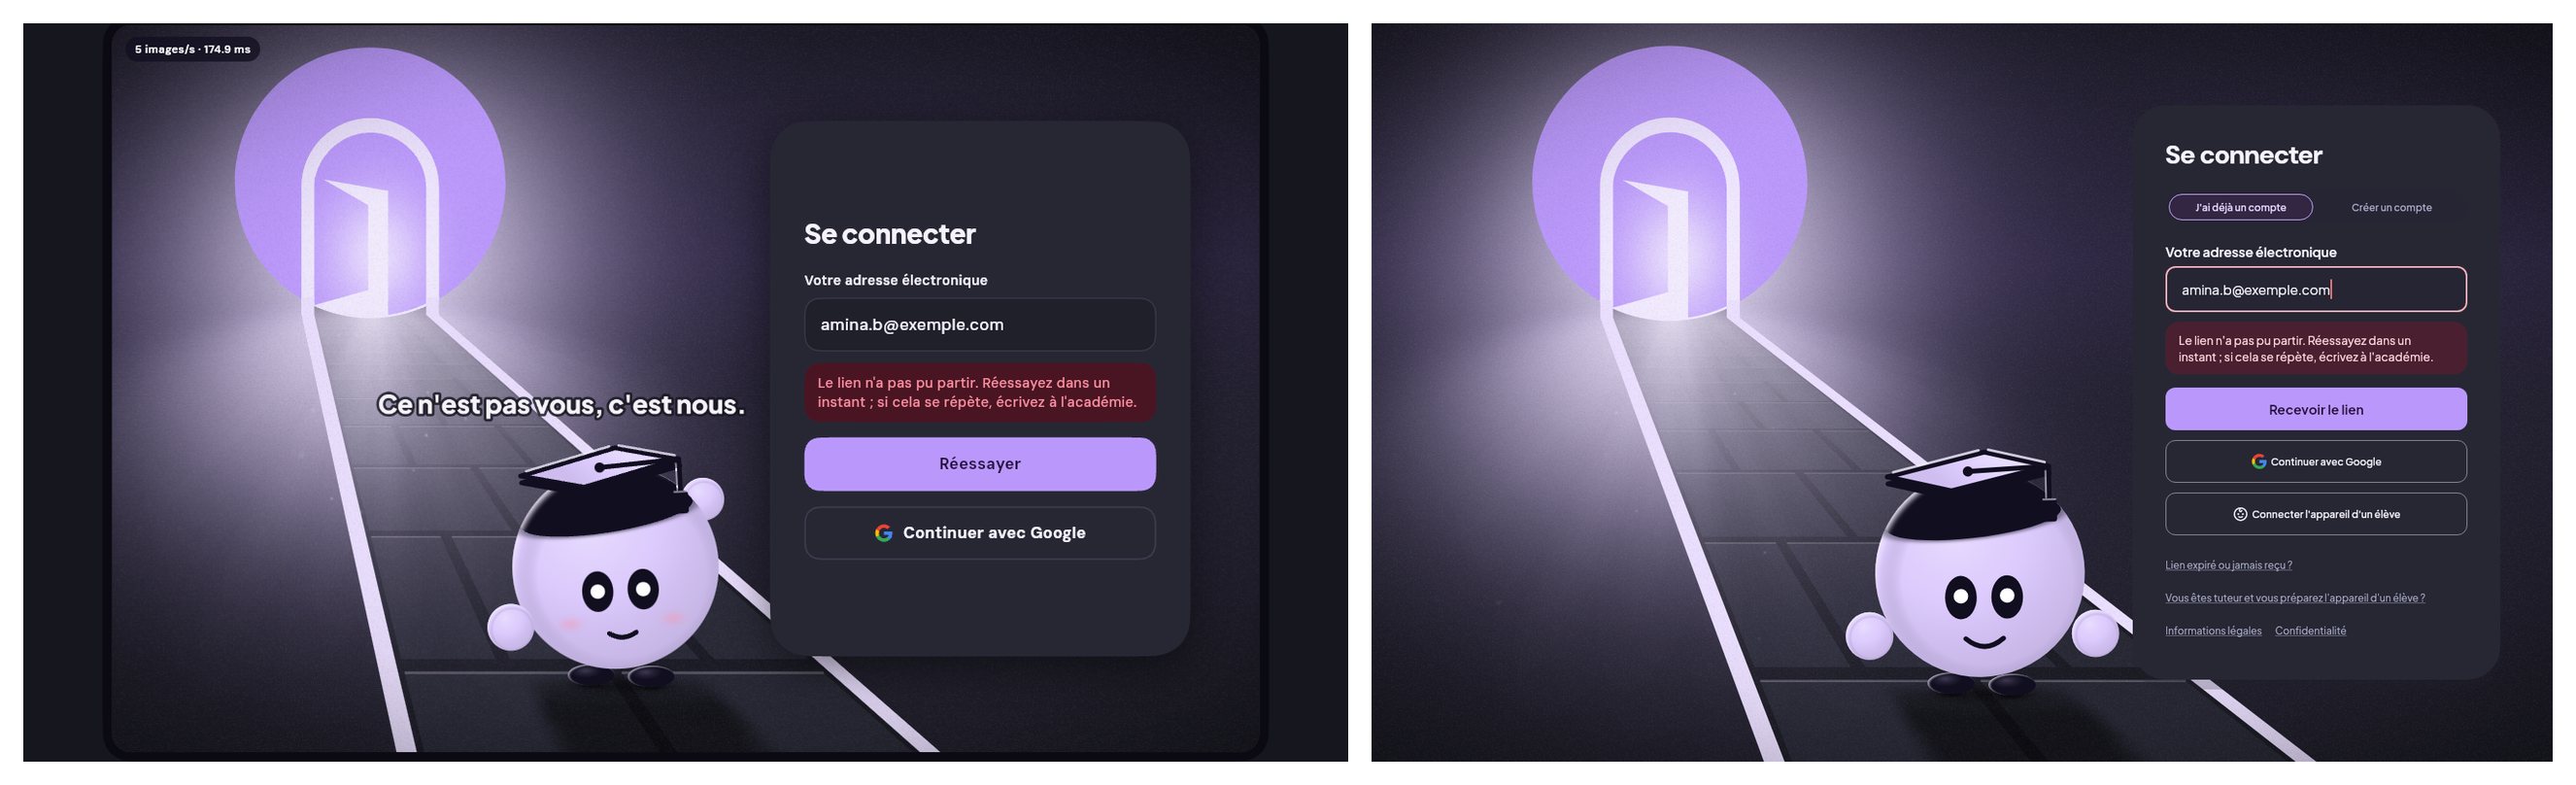 5 images/s · 174.9 ms
Se connecter
Votre adresse électronique
amina.b@exemple.com
Le lien n'a pas pu partir. Réessayez dans un
instant ; si cela se répète, écrivez à l'académie.
Ce n'est pas vous, c'est nous.
Réessayer
Continuer avec Google
Se connecter
J'ai déjà un compte
Créer un compte
Votre adresse électronique
amina.b@exemple.com
Le lien n'a pas pu partir. Réessayez dans un
instant ; si cela se répète, écrivez à l'académie.
Recevoir le lien
Continuer avec Google
Connecter l'appareil d'un élève
Lien expiré ou jamais reçu ?
Vous êtes tuteur et vous préparez l'appareil d'un élève ?
Informations légales Confidentialité